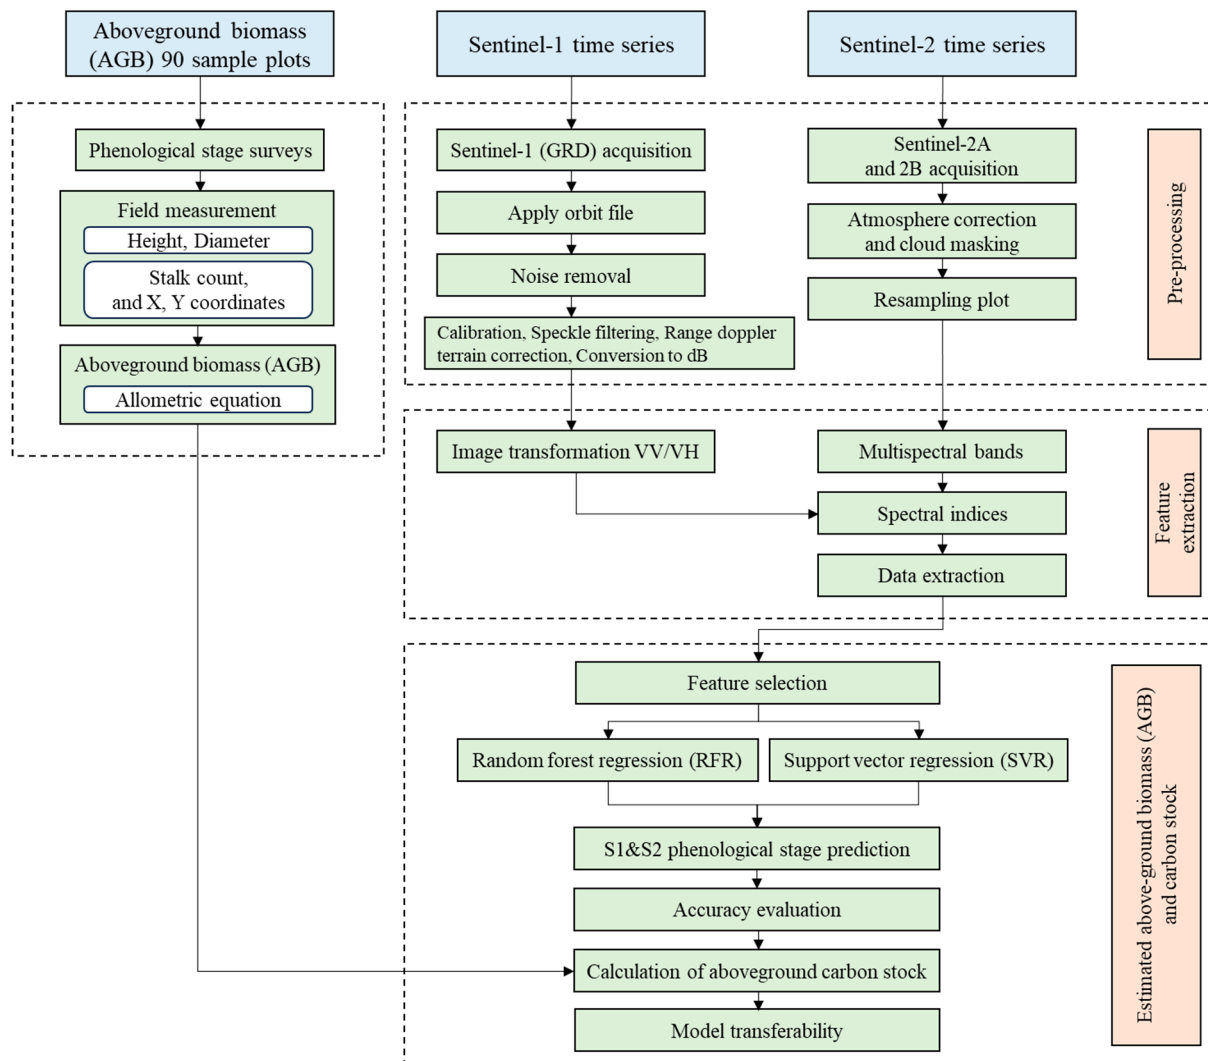 Aboveground biomass
(AGB) 90 sample plots
Sentinel-1 time series
Sentinel-2 time series
Phenological stage surveys
Field measurement
Height, Diameter
Stalk count,
and X, Y coordinates
Aboveground biomass (AGB)
Allometric equation
Sentinel-1 (GRD) acquisition
Apply orbit file
Noise removal
Calibration, Speckle filtering, Range doppler
terrain correction, Conversion to dB
Sentinel-2A
and 2B acquisition
Atmosphere correction
and cloud masking
Resampling plot
Pre-processing
Image transformation VV/VH
Multispectral bands
Spectral indices
Data extraction
Feature
extraction
Feature selection
Random forest regression (RFR)
Support vector regression (SVR)
S1&S2 phenological stage prediction
Accuracy evaluation
Calculation of aboveground carbon stock
Model transferability
Estimated above-ground biomass (AGB)
and carbon stock